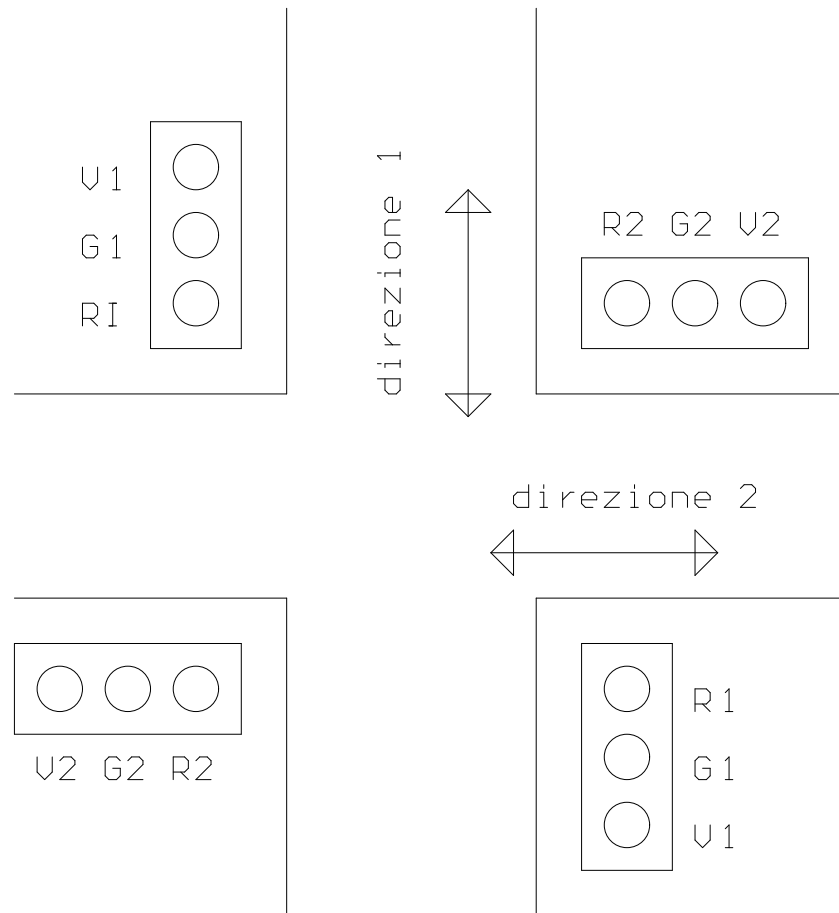 V1
G1
RI
direzione 1
R2 G2 V2
direzione 2
V2 G2 R2
R1
G1
V1